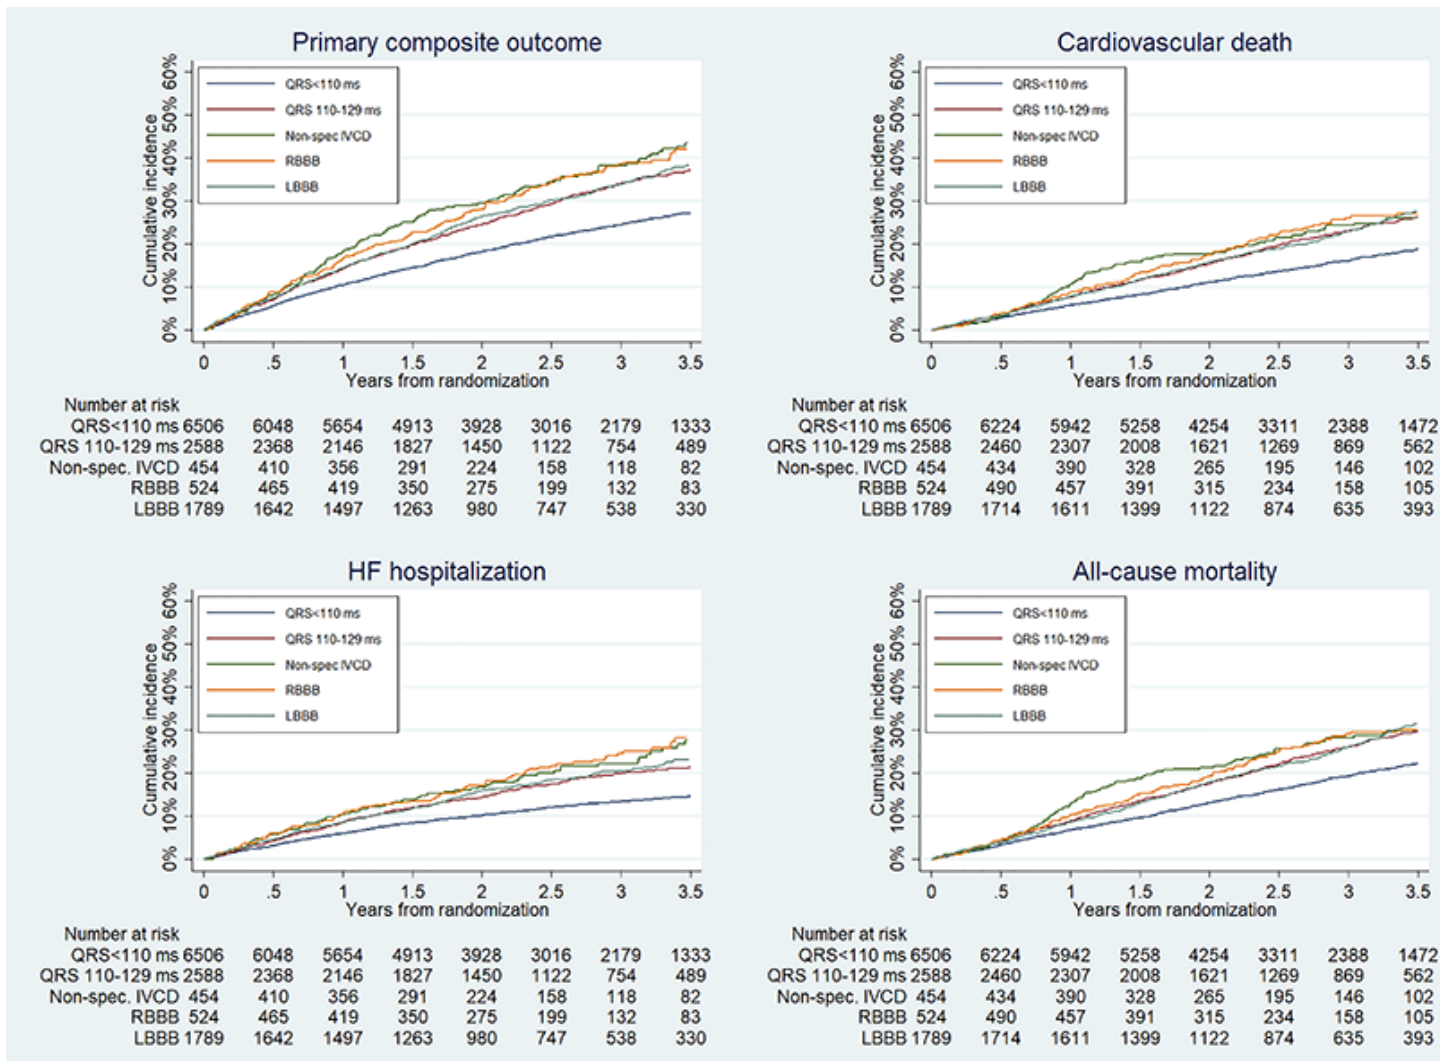 Primary composite outcome
Cumulative incidence
60%
50%
40%
30%
20%
10%
0%
QRS<110 ms
QRS 110-129 ms
Non-spec IVCD
RBBB
LBBB
0 .5 1 1.5 2 2.5 3 3.5
Years from randomization
Number at risk
QRS<110 ms 6506 6048 5654 4913 3928 3016 2179 1333
QRS 110-129 ms 2588 2368 2146 1827 1450 1122 754 489
Non-spec. IVCD 454 410 356 291 224 158 118 82
RBBB 524 465 419 350 275 199 132 83
LBBB 1789 1642 1497 1263 980 747 538 330
Cardiovascular death
Cumulative incidence
60%
50%
40%
30%
20%
10%
0%
QRS<110 ms
QRS 110-129 ms
Non-spec IVCD
RBBB
LBBB
0 .5 1 1.5 2 2.5 3 3.5
Years from randomization
Number at risk
QRS<110 ms 6506 6224 5942 5258 4254 3311 2388 1472
QRS 110-129 ms 2588 2460 2307 2008 1621 1269 869 562
Non-spec. IVCD 454 434 390 328 265 195 146 102
RBBB 524 490 457 391 315 234 158 105
LBBB 1789 1714 1611 1399 1122 874 635 393
HF hospitalization
Cumulative incidence
60%
50%
40%
30%
20%
10%
0%
QRS<110 ms
QRS 110-129 ms
Non-spec IVCD
RBBB
LBBB
0 .5 1 1.5 2 2.5 3 3.5
Years from randomization
Number at risk
QRS<110 ms 6506 6048 5654 4913 3928 3016 2179 1333
QRS 110-129 ms 2588 2368 2146 1827 1450 1122 754 489
Non-spec. IVCD 454 410 356 291 224 158 118 82
RBBB 524 465 419 350 275 199 132 83
LBBB 1789 1642 1497 1263 980 747 538 330
All-cause mortality
Cumulative incidence
60%
50%
40%
30%
20%
10%
0%
QRS<110 ms
QRS 110-129 ms
Non-spec IVCD
RBBB
LBBB
0 .5 1 1.5 2 2.5 3 3.5
Years from randomization
Number at risk
QRS<110 ms 6506 6224 5942 5258 4254 3311 2388 1472
QRS 110-129 ms 2588 2460 2307 2008 1621 1269 869 562
Non-spec. IVCD 454 434 390 328 265 195 146 102
RBBB 524 490 457 391 315 234 158 105
LBBB 1789 1714 1611 1399 1122 874 635 393